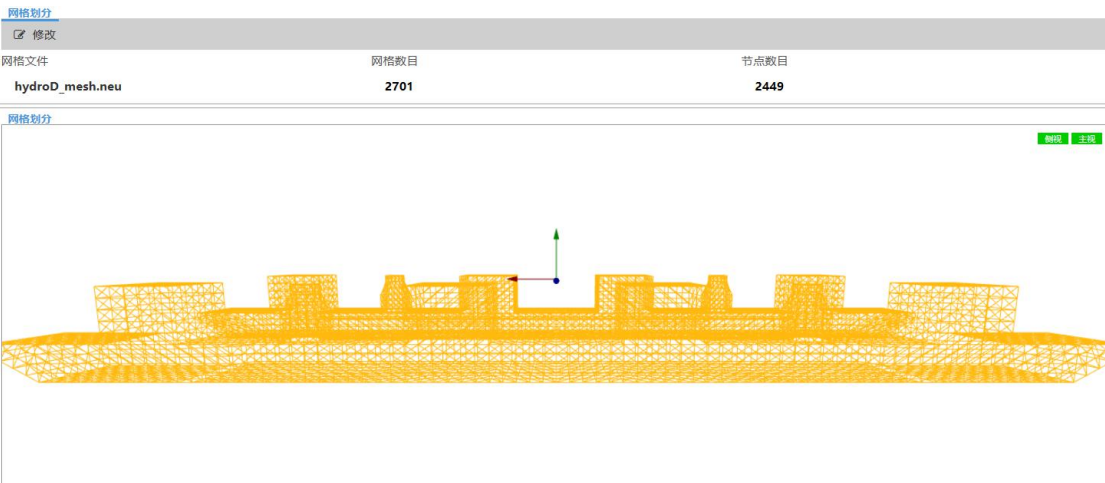 网格划分
修改
网格文件 网格数目 节点数目
hydroD_mesh.neu 2701 2449
网格划分
侧视 主视